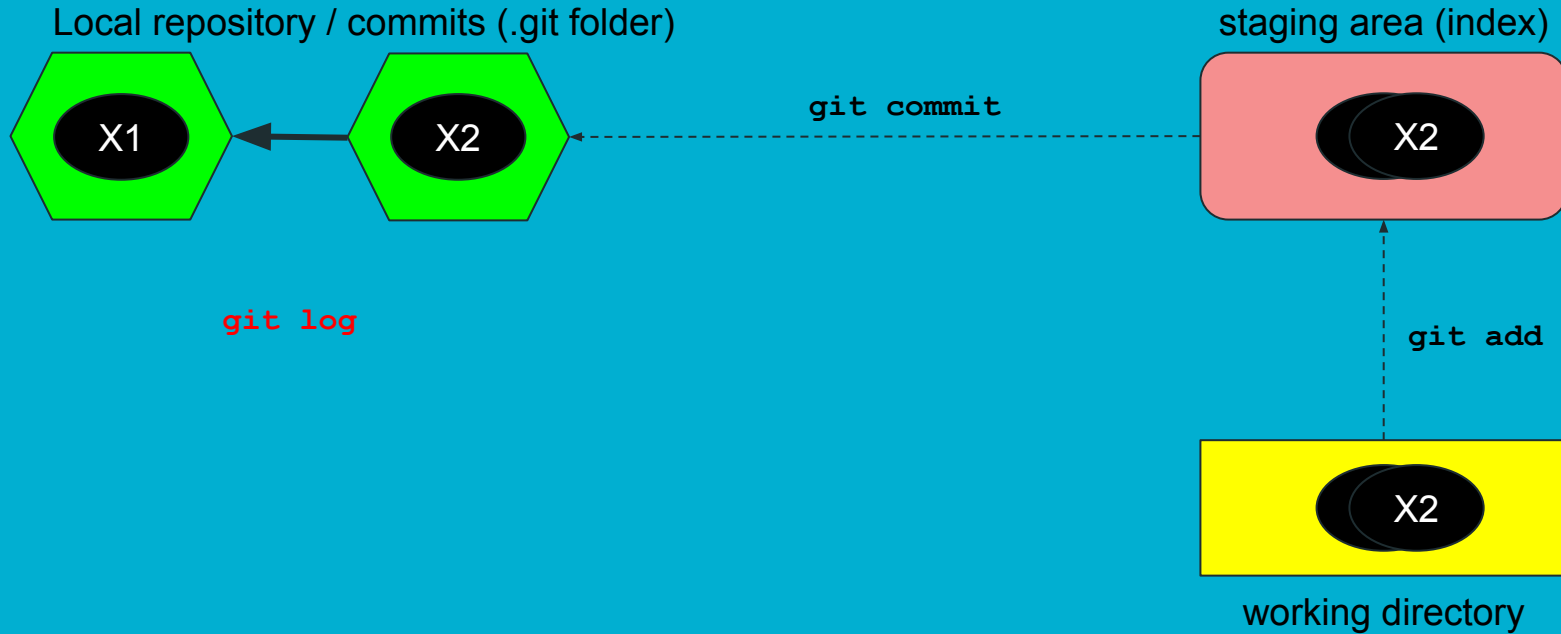 Local repository / commits (.git folder)
staging area (index)
X1
X2
git commit
X2
git log
git add
X2
working directory